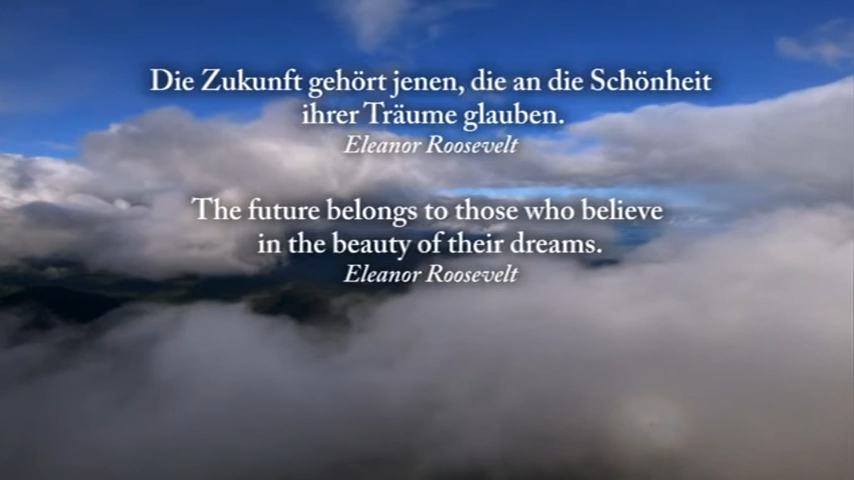 Die Zukunft gehört jenen, die an die Schönheit
ihrer Träume glauben.
Eleanor Roosevelt
The future belongs to those who believe
in the beauty of their dreams.
Eleanor Roosevelt